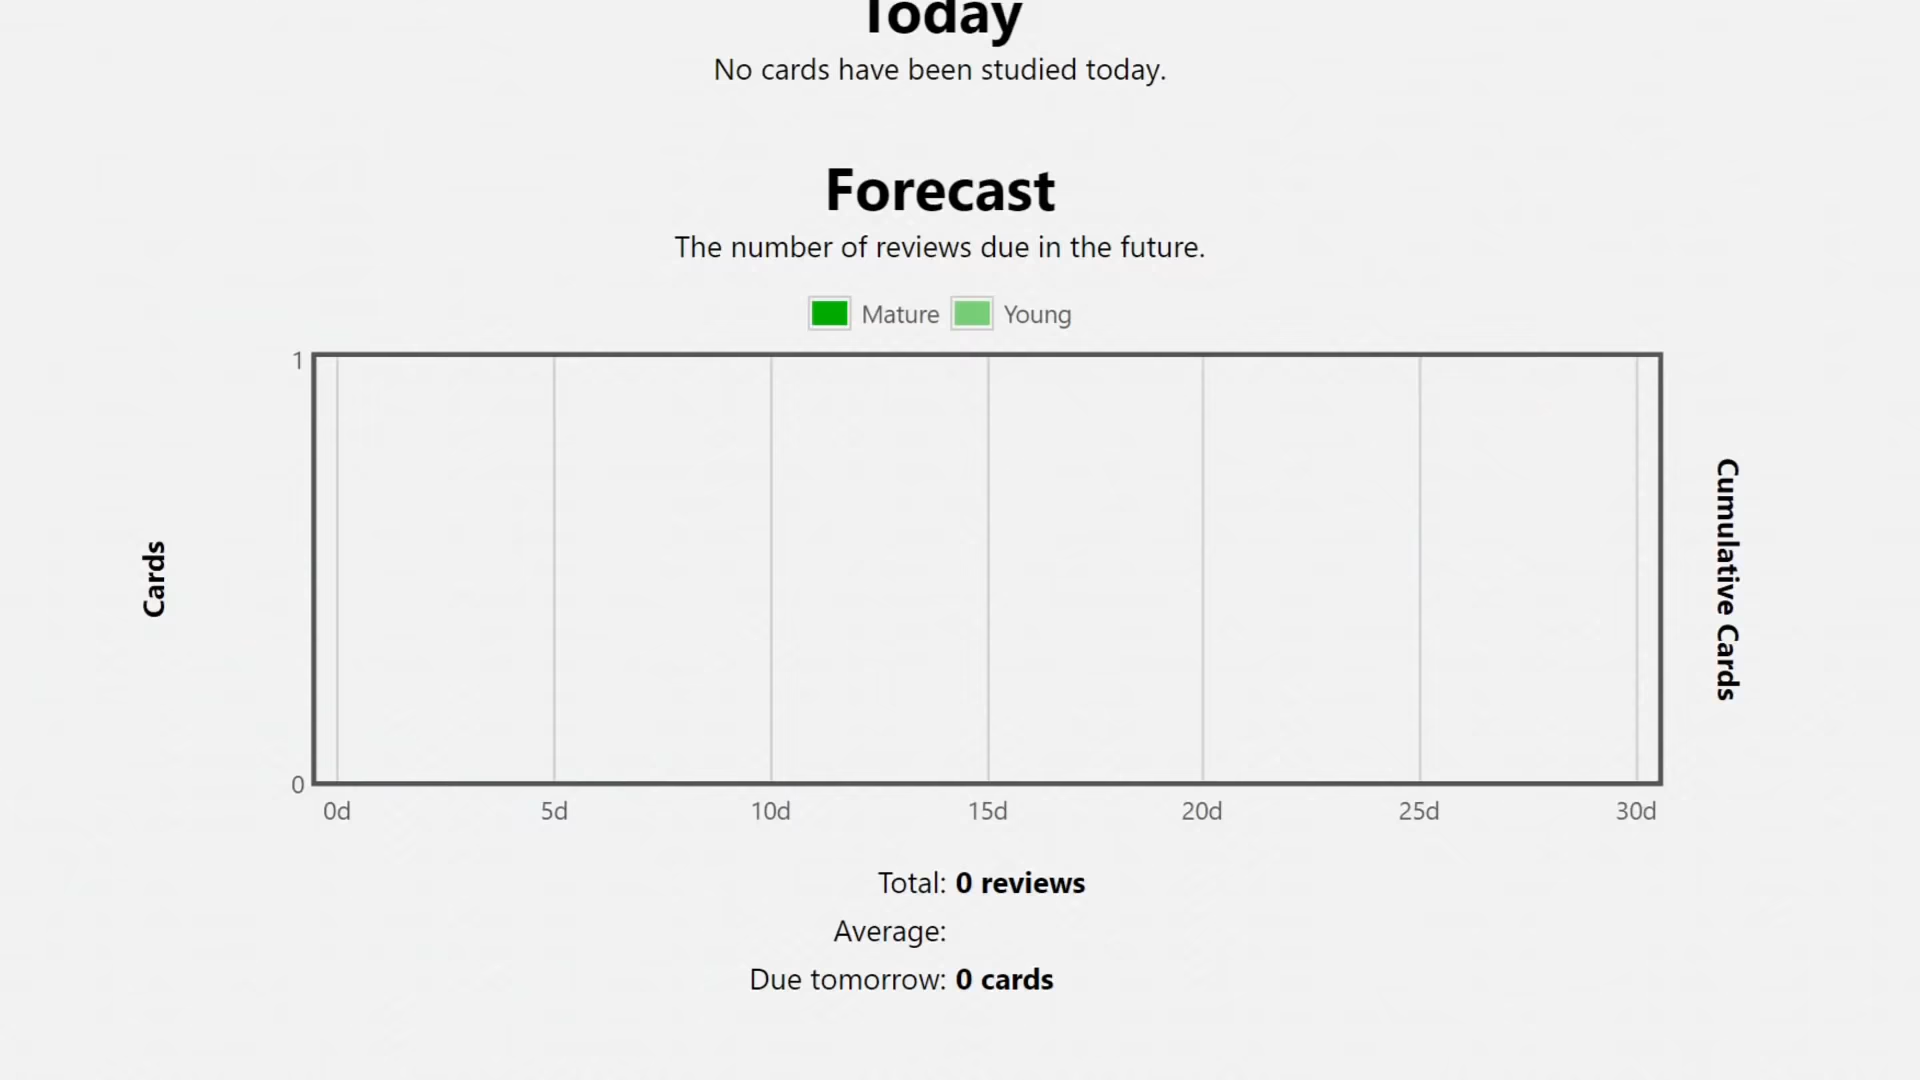 Today
No cards have been studied today.
Forecast
The number of reviews due in the future.
Mature Young
1
Cards
Cumulative Cards
0
0d 5d 10d 15d 20d 25d 30d
Total: 0 reviews
Average:
Due tomorrow: 0 cards